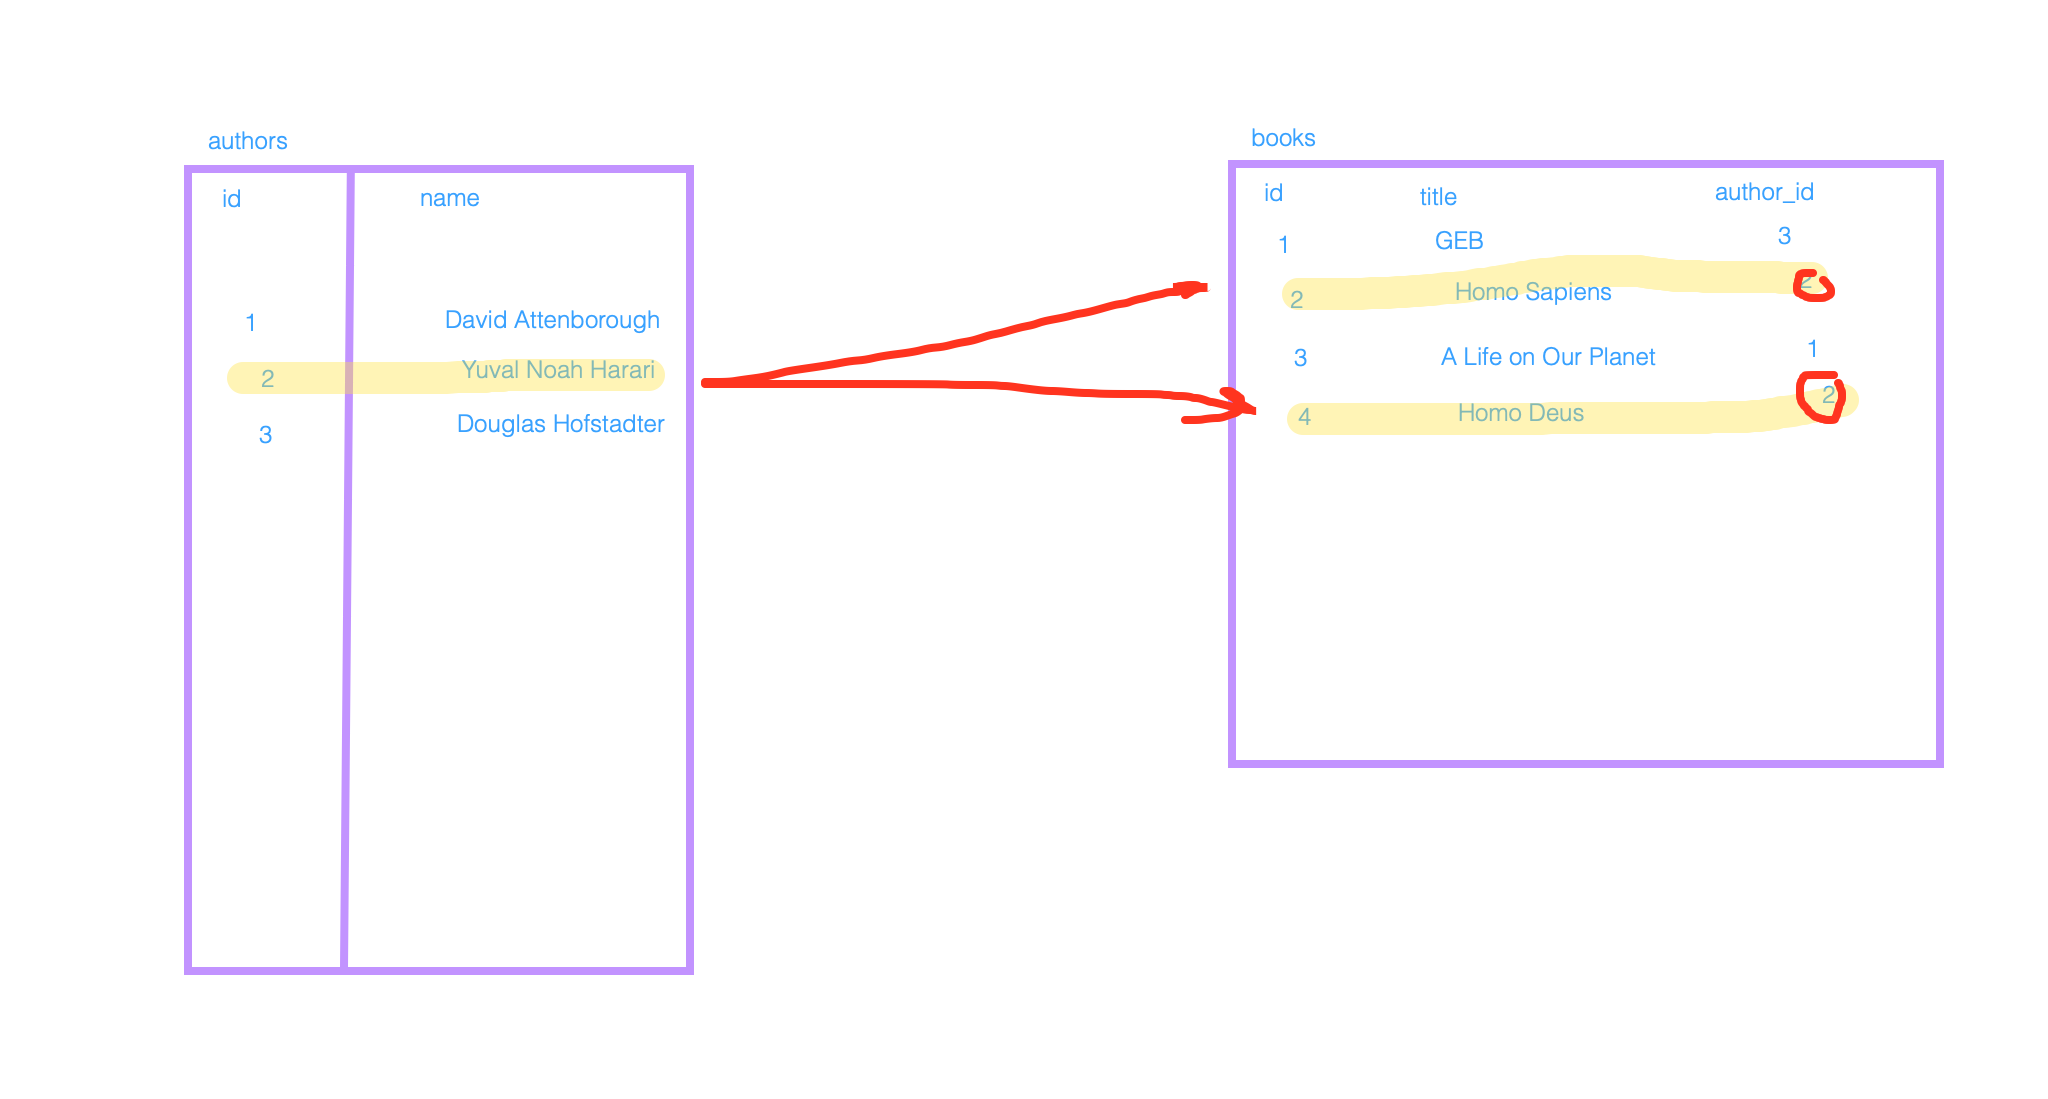 authors
id name
1 David Attenborough
2 Yuval Noah Harari
3 Douglas Hofstadter
books
id title author_id
1 GEB 3
2 Homo Sapiens 2
3 A Life on Our Planet 1
4 Homo Deus 2